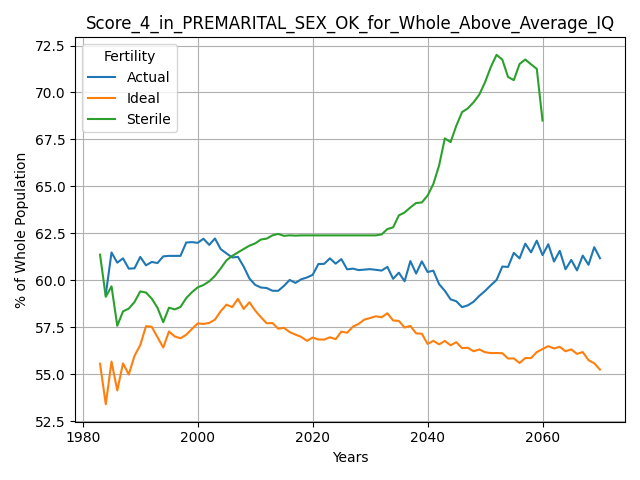 Score_4_in_PREMARITAL_SEX_OK_for_Whole_Above_Average_IQ
72.5
70.0
67.5
65.0
62.5
60.0
57.5
55.0
52.5
% of Whole Population
Fertility
Actual
Ideal
Sterile
1980
2000
2020
2040
2060
Years